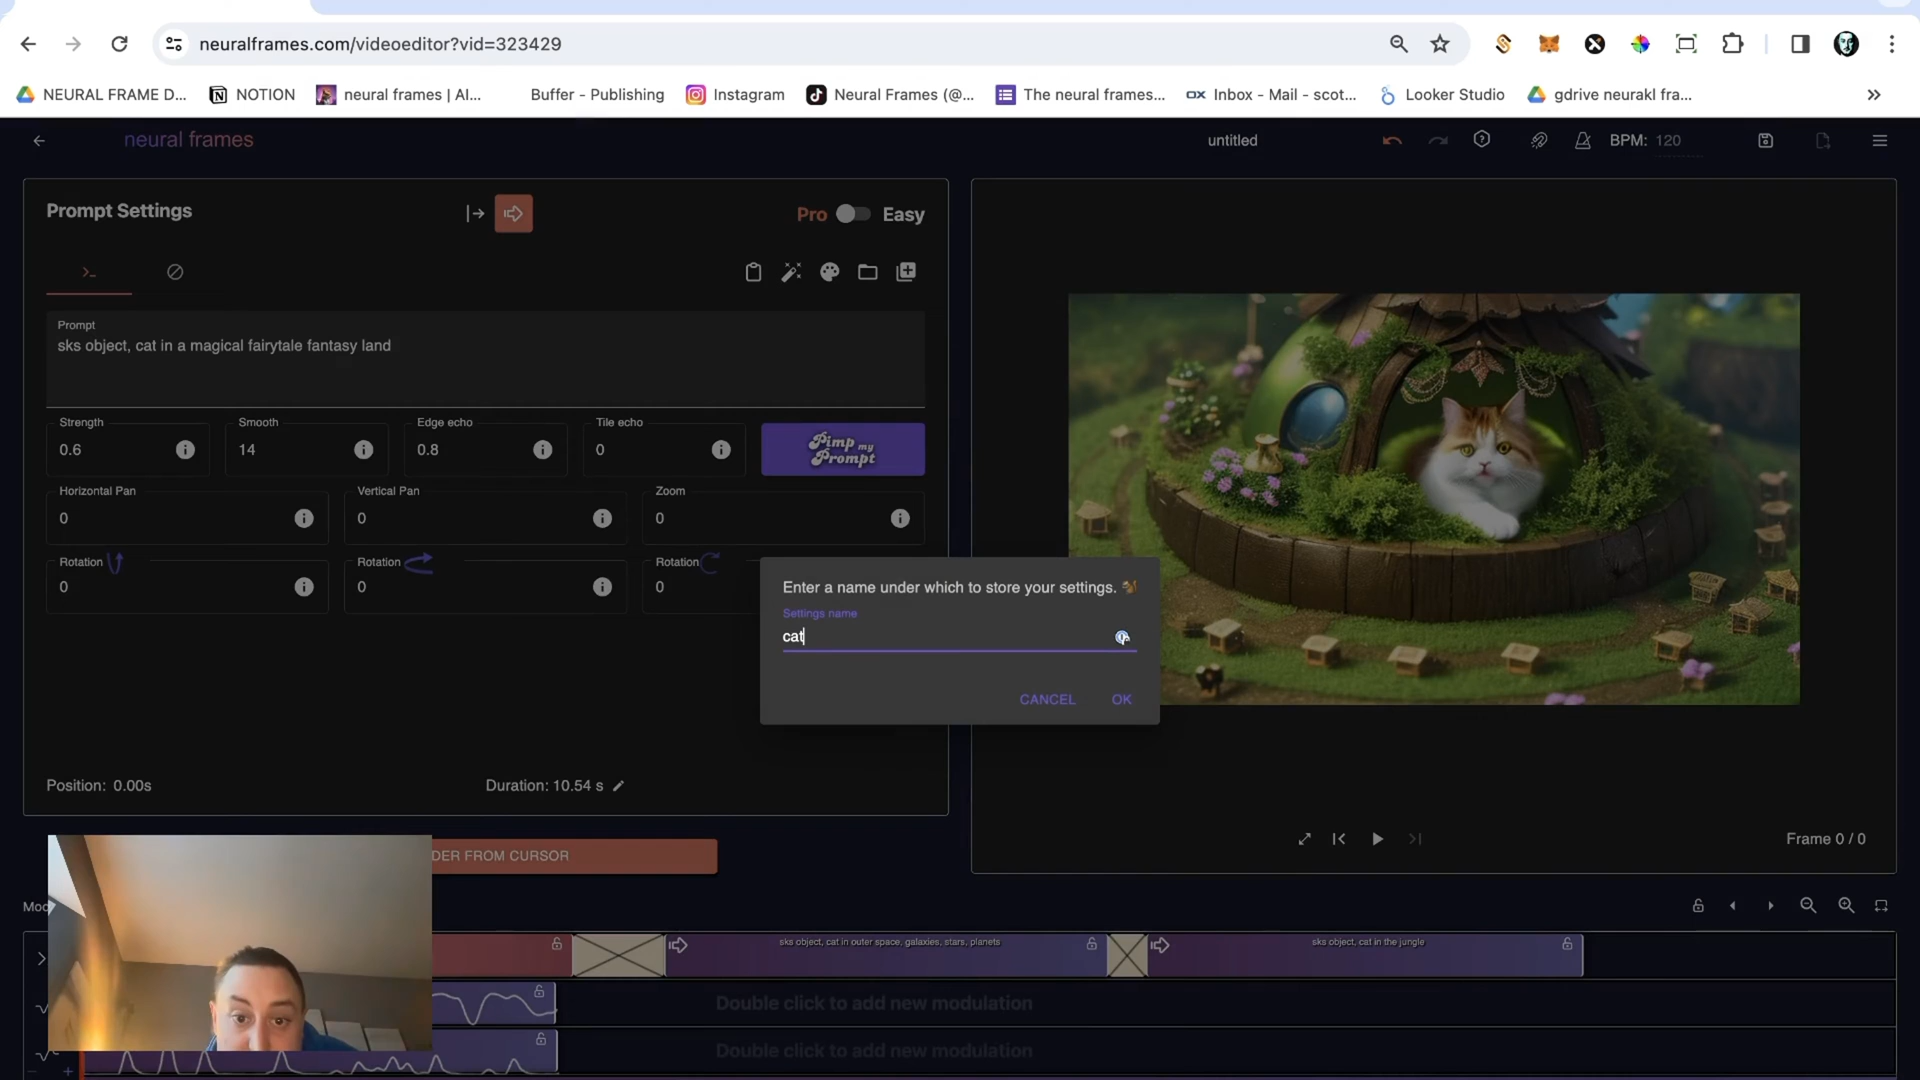 neuralframes.com/videoeditor?vid=323429
NEURAL FRAME D... NOTION neural frames | AI... Buffer - Publishing Instagram Neural Frames (@... The neural frames... Inbox - Mail - scot... Looker Studio gdrive neurakl fra...
neural frames untitled BPM: 120
Prompt Settings Pro Easy
Prompt
sks object, cat in a magical fairytale fantasy land
Strength Smooth Edge echo Tile echo
0.6 14 0.8 0 Pimp my Prompt
Horizontal Pan Vertical Pan Zoom
0 0 0
Rotation Rotation Rotation
0 0 0
Enter a name under which to store your settings.
Settings name
cat
CANCEL OK
Position: 0.00s Duration: 10.54 s
Frame 0 / 0
DER FROM CURSOR
sks object, cat in outer space, galaxies, stars, planets sks object, cat in the jungle
Double click to add new modulation
Double click to add new modulation